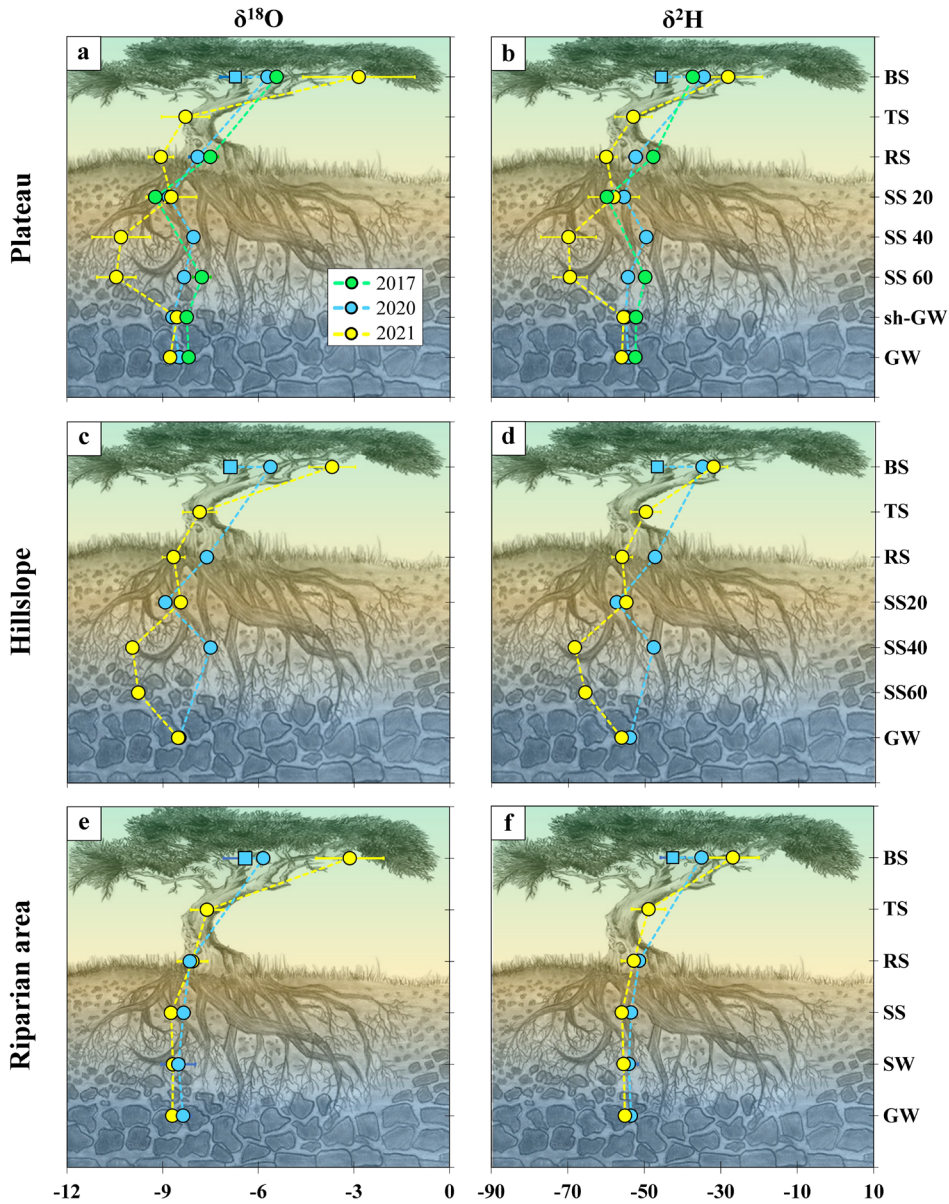 δ¹⁸O
δ²H
a
b
BS
TS
RS
SS 20
SS 40
SS 60
sh-GW
GW
2017
2020
2021
Plateau
c
d
BS
TS
RS
SS20
SS40
SS60
GW
Hillslope
e
f
BS
TS
RS
SS
SW
GW
Riparian area
-12 -9 -6 -3 0
-90 -70 -50 -30 -10 10